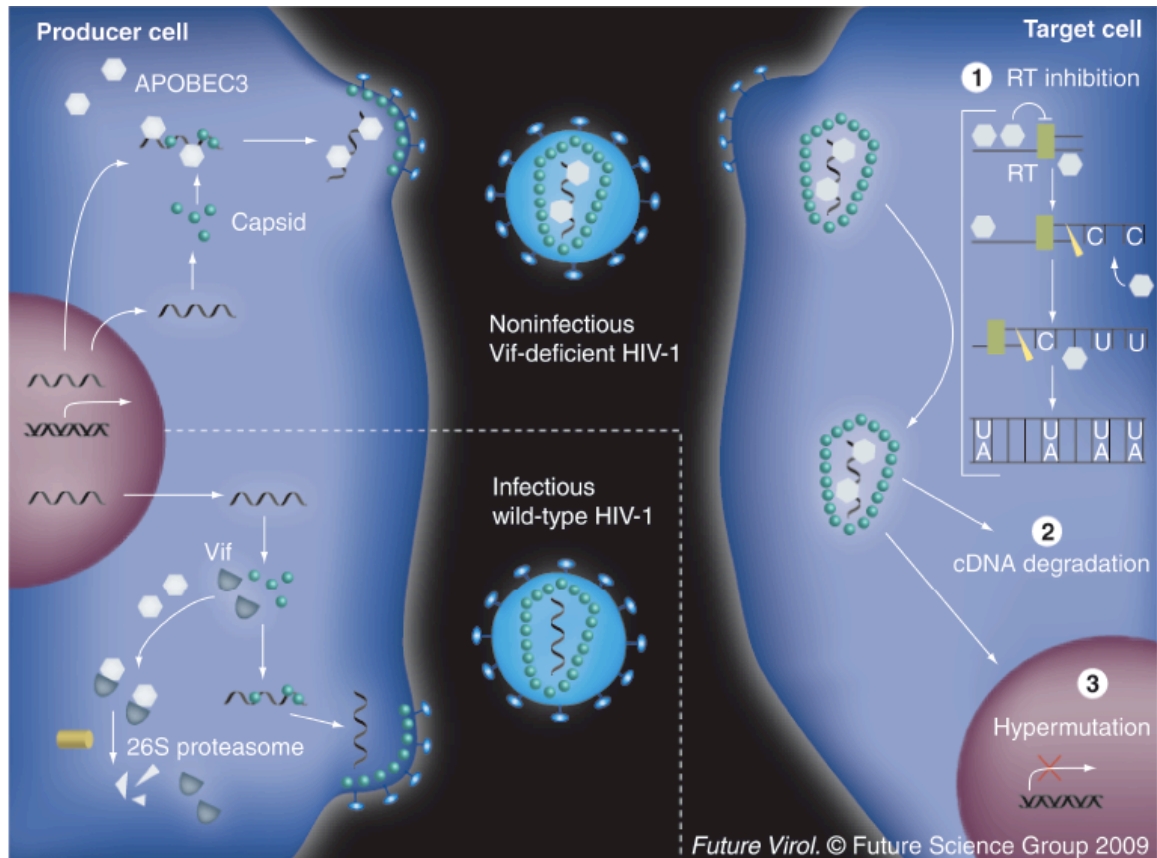 Producer cell
APOBEC3
Capsid
Vif
26S proteasome
Noninfectious
Vif-deficient HIV-1
Infectious
wild-type HIV-1
Target cell
1 RT inhibition
RT
C C
C U U
U U U U
A A A A
2
cDNA degradation
3
Hypermutation
Future Virol. © Future Science Group 2009